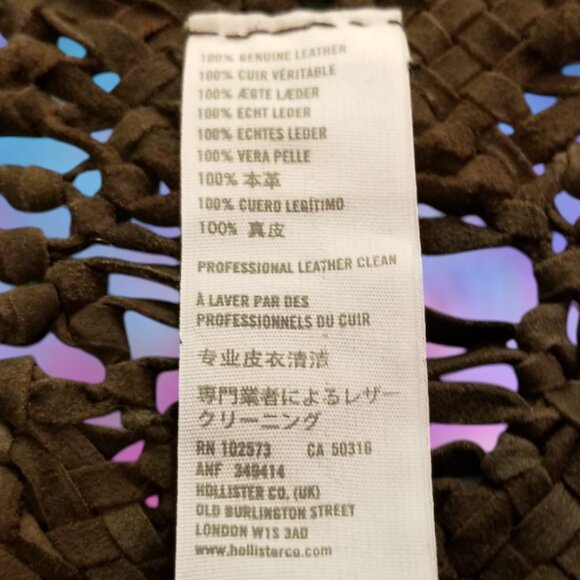 100% GENUINE LEATHER
100% CUIR VÉRITABLE
100% ÆGTE LÆDER
100% ECHT LEDER
100% ECHTES LEDER
100% VERA PELLE
100% 本革
100% CUERO LEGÍTIMO
100% 真皮
PROFESSIONAL LEATHER CLEAN
À LAVER PAR DES
PROFESSIONNELS DU CUIR
专业皮衣清洁
専門業者によるレザー
クリーニング
RN 102573 CA 50316
ANF 349414
HOLLISTER CO. (UK)
OLD BURLINGTON STREET
LONDON W1S 3AD
www.hollisterco.com